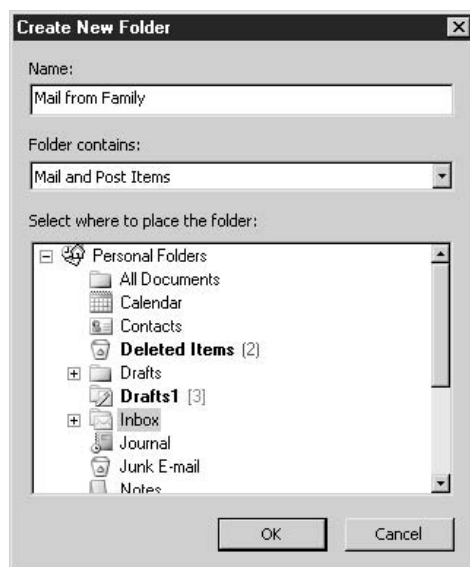 Create New Folder
Name:
Mail from Family
Folder contains:
Mail and Post Items
Select where to place the folder:
Personal Folders
All Documents
Calendar
Contacts
Deleted Items (2)
Drafts
Drafts1 [3]
Inbox
Journal
Junk E-mail
Notes
OK Cancel